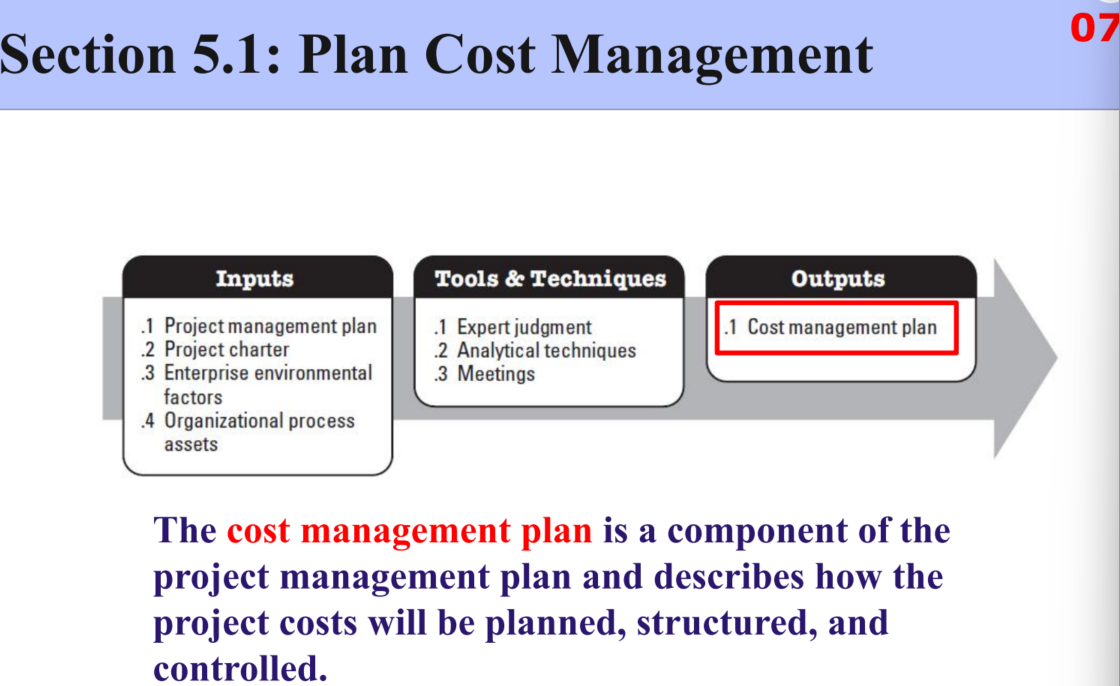 Section 5.1: Plan Cost Management
07
Inputs
.1 Project management plan
.2 Project charter
.3 Enterprise environmental
factors
.4 Organizational process
assets
Tools & Techniques
.1 Expert judgment
.2 Analytical techniques
.3 Meetings
Outputs
.1 Cost management plan
The cost management plan is a component of the
project management plan and describes how the
project costs will be planned, structured, and
controlled.